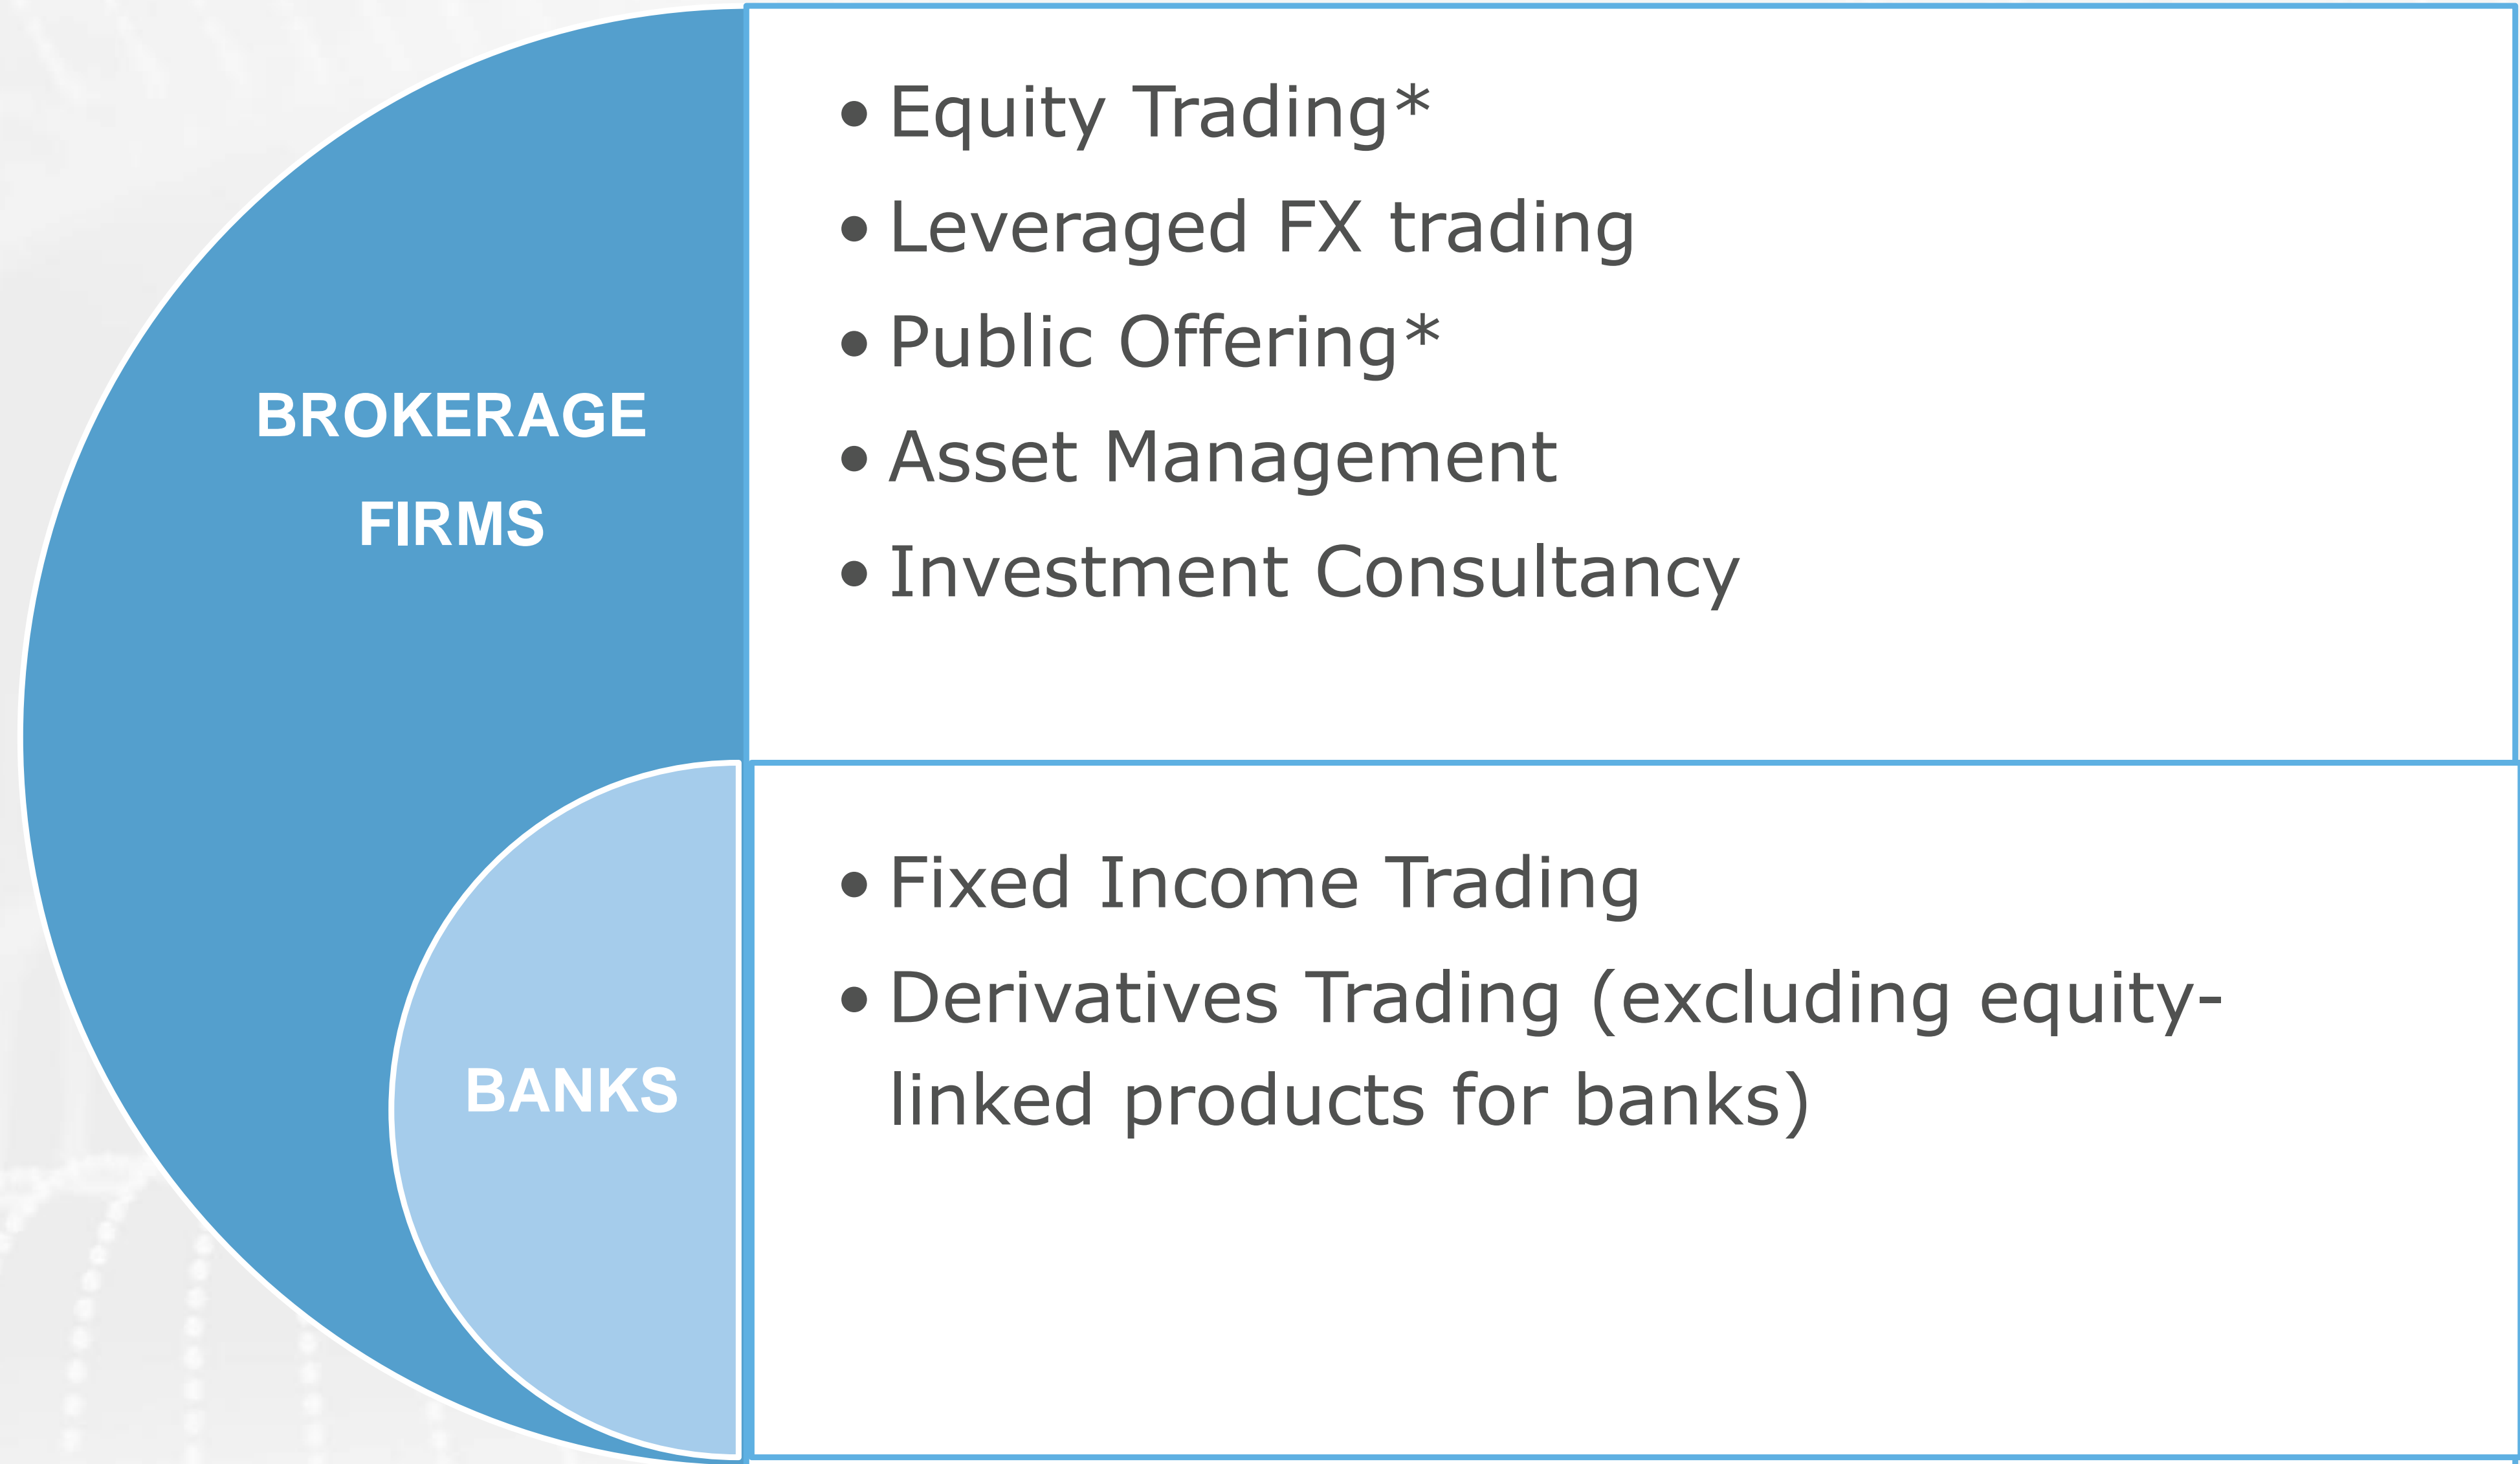 BROKERAGE
FIRMS
• Equity Trading*
• Leveraged FX trading
• Public Offering*
• Asset Management
• Investment Consultancy
BANKS
• Fixed Income Trading
• Derivatives Trading (excluding equity-
linked products for banks)